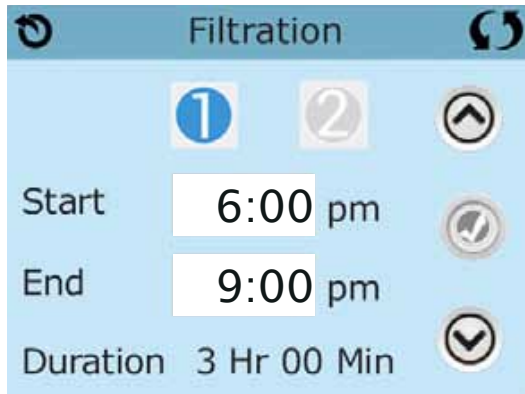 Filtration
1 2
Start 6:00 pm
End 9:00 pm
Duration 3 Hr 00 Min